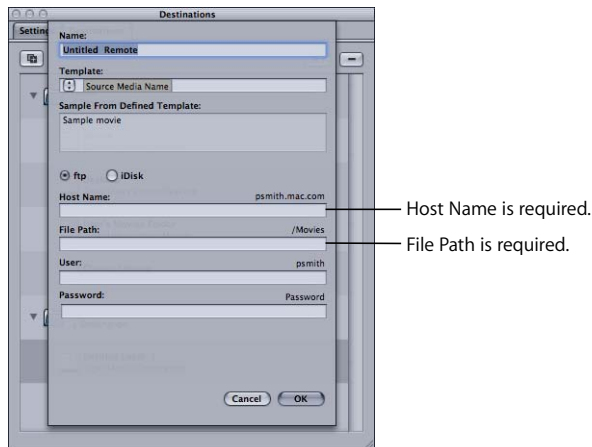 Destinations
Setting
Name:
Untitled Remote
Template:
Source Media Name
Sample From Defined Template:
Sample movie
ftp iDisk
Host Name: psmith.mac.com
Host Name is required.
File Path: /Movies
File Path is required.
User: psmith
Password: Password
Cancel OK